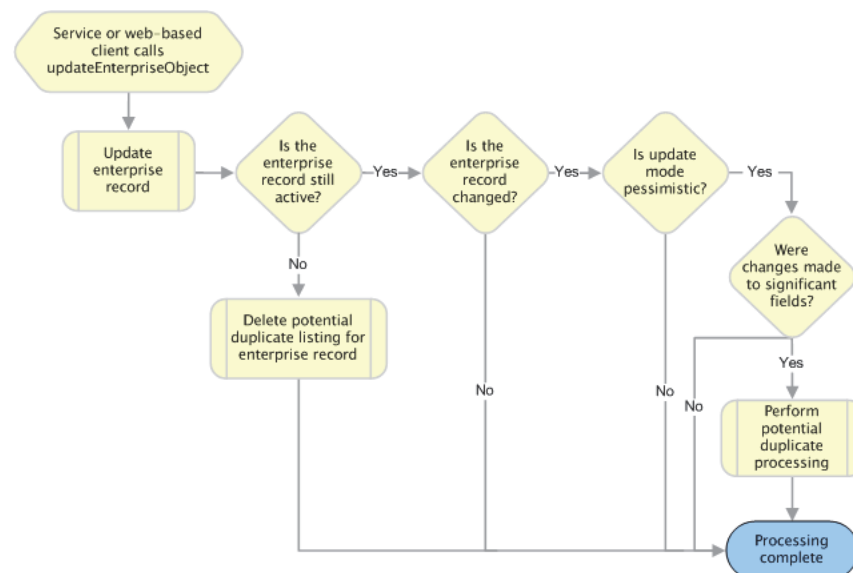 Service or web-based
client calls
updateEnterpriseObject
Update
enterprise
record
Is the
enterprise
record still
active?
Yes
Is the
enterprise
record
changed?
Yes
Is update
mode
pessimistic?
Yes
No
Were
changes made
to significant
fields?
Delete potential
duplicate listing for
enterprise record
No
No
No
Yes
Perform
potential
duplicate
processing
Processing
complete